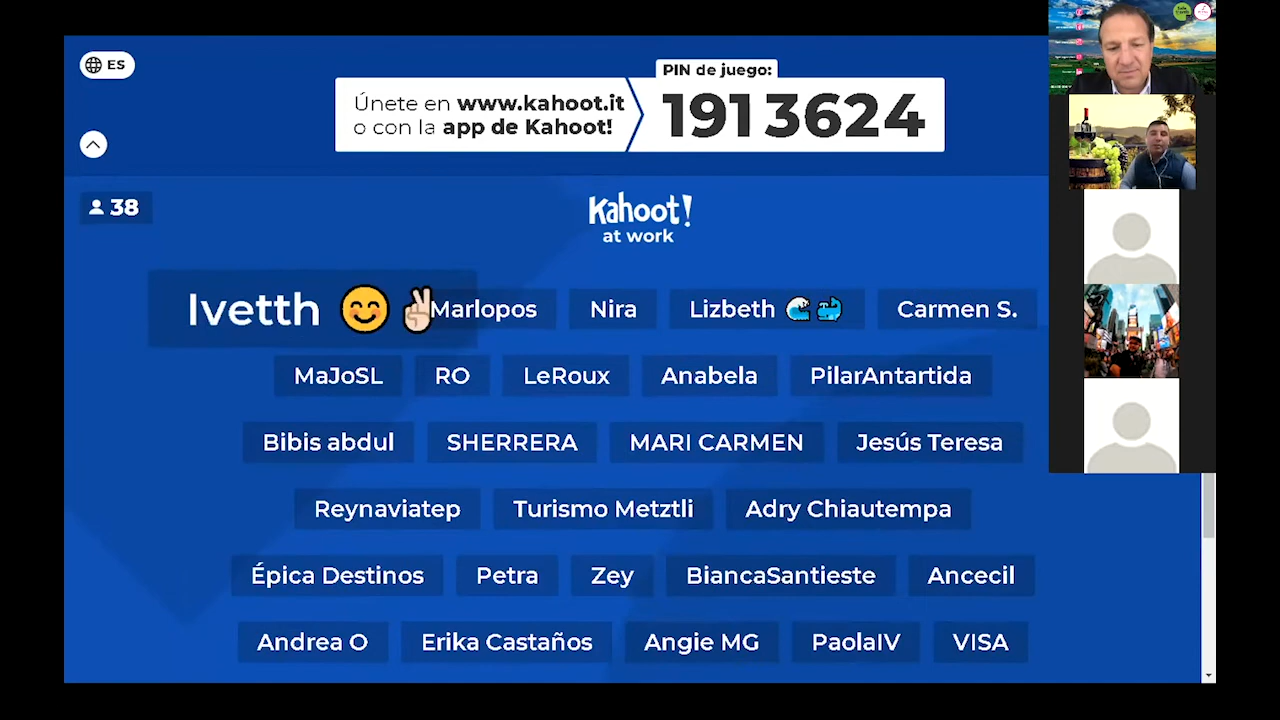 ES
PIN de juego:
Únete en www.kahoot.it
o con la app de Kahoot!
191 3624
38
Kahoot!
at work
Ivetth 😊✌🏻 Marlopos Nira Lizbeth 🌊🐳 Carmen S.
MaJoSL RO LeRoux Anabela PilarAntartida
Bibis abdul SHERRERA MARI CARMEN Jesús Teresa
Reynaviatep Turismo Metztli Adry Chiautempa
Épica Destinos Petra Zey BiancaSantieste Ancecil
Andrea O Erika Castaños Angie MG PaolaIV VISA